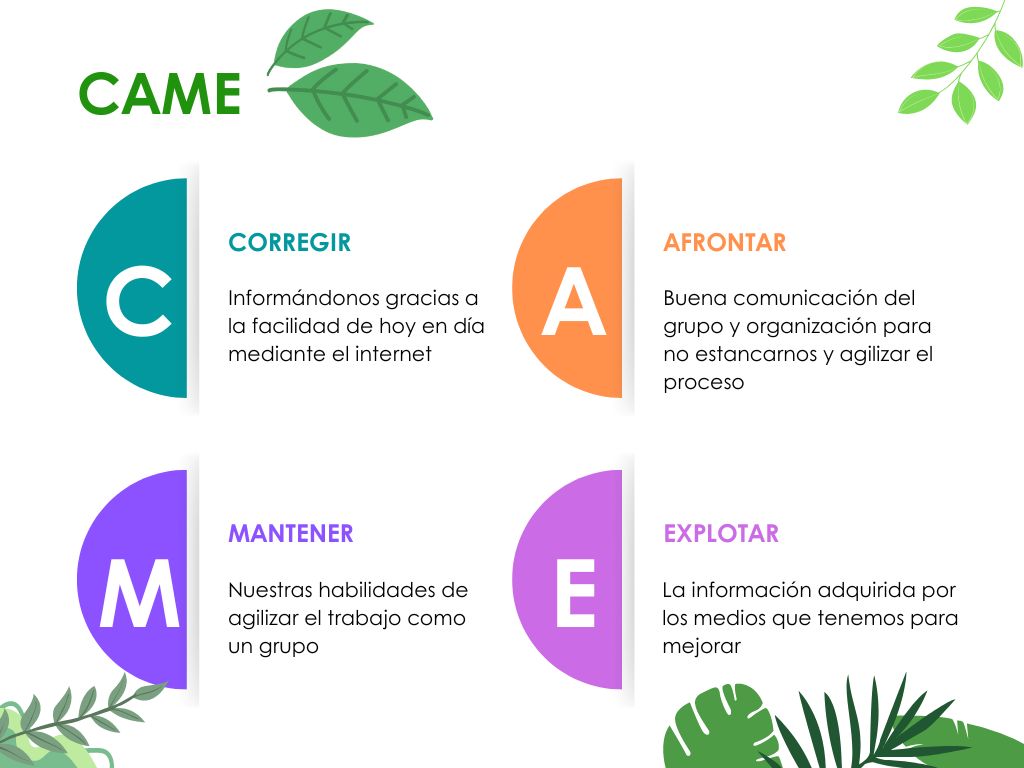 CAME
C
CORREGIR
Informándonos gracias a
la facilidad de hoy en día
mediante el internet
A
AFRONTAR
Buena comunicación del
grupo y organización para
no estancarnos y agilizar el
proceso
M
MANTENER
Nuestras habilidades de
agilizar el trabajo como
un grupo
E
EXPLOTAR
La información adquirida por
los medios que tenemos para
mejorar